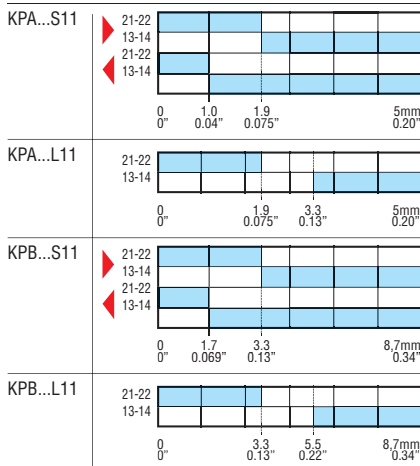 KPA...S11
21-22
13-14
21-22
13-14
0 1.0 1.9 5mm
0” 0.04” 0.075” 0.20”
KPA...L11
21-22
13-14
0 1.9 3.3 5mm
0” 0.075” 0.13” 0.20”
KPB...S11
21-22
13-14
21-22
13-14
0 1.7 3.3 8,7mm
0” 0.069” 0.13” 0.34”
KPB...L11
21-22
13-14
0 3.3 5.5 8,7mm
0” 0.13” 0.22” 0.34”